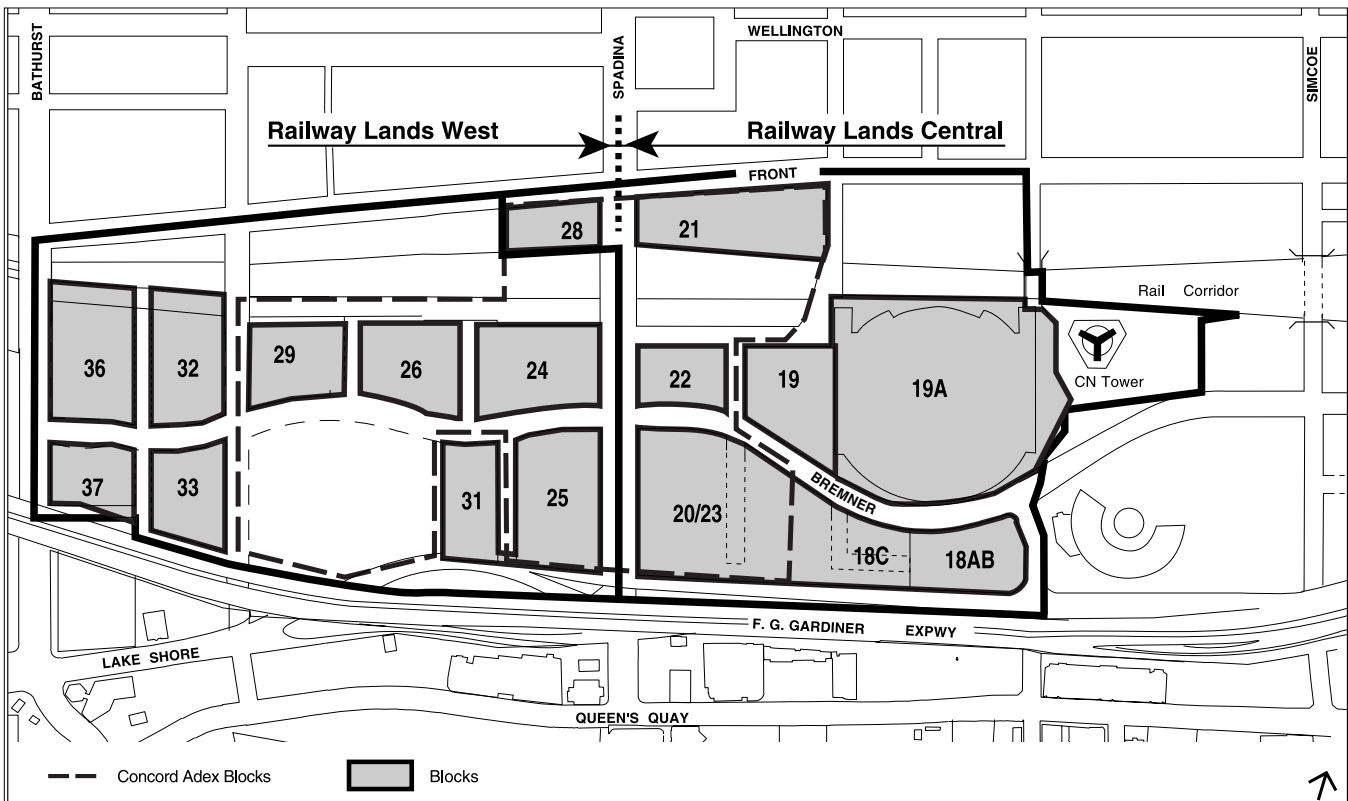 BATHURST
WELLINGTON
SPADINA
SIMCOE
Railway Lands West
Railway Lands Central
FRONT
28
21
Rail Corridor
36
32
29
26
24
22
19
19A
CN Tower
37
33
31
25
20/23
BREMNER
18C
18AB
F. G. GARDINER EXPWY
LAKE SHORE
QUEEN'S QUAY
Concord Adex Blocks
Blocks